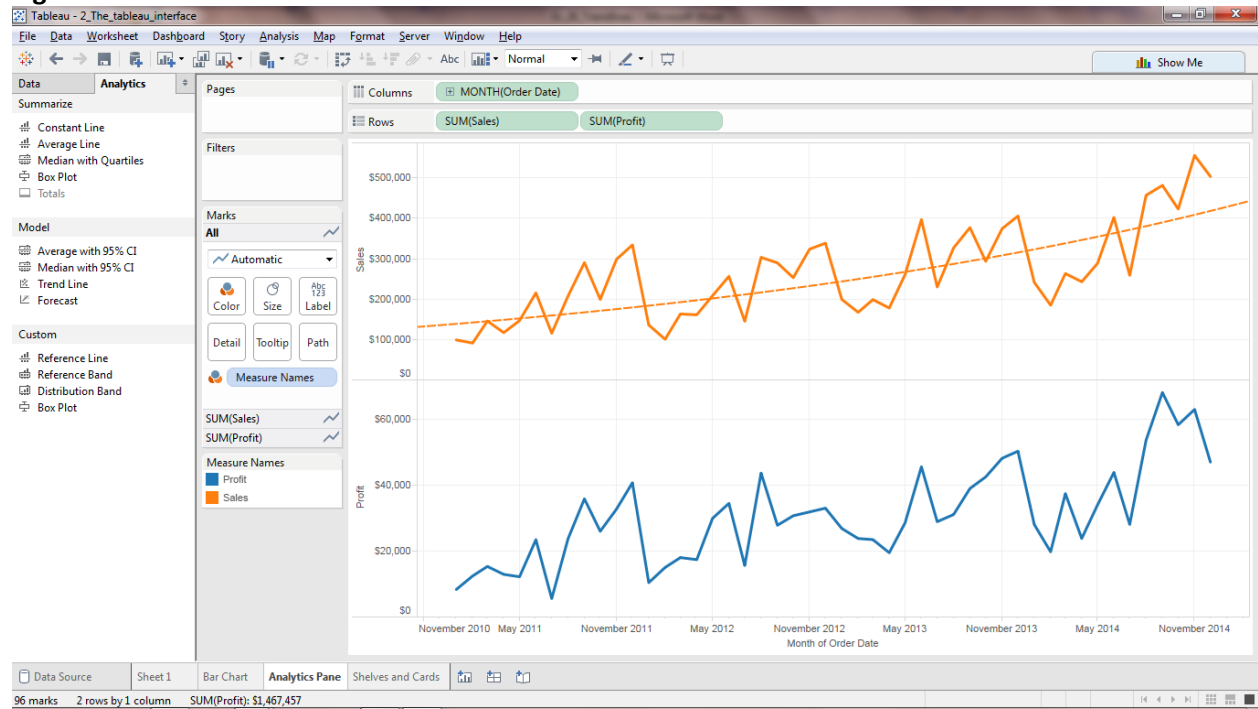 Tableau - 2_The_tableau_interface
File Data Worksheet Dashboard Story Analysis Map Format Server Window Help
Abc Normal Show Me
Data Analytics
Summarize
Constant Line
Average Line
Median with Quartiles
Box Plot
Totals
Model
Average with 95% CI
Median with 95% CI
Trend Line
Forecast
Custom
Reference Line
Reference Band
Distribution Band
Box Plot
Pages
Filters
Marks
All
Automatic
Color Size Abc 123 Label
Detail Tooltip Path
Measure Names
SUM(Sales)
SUM(Profit)
Measure Names
Profit
Sales
Columns MONTH(Order Date)
Rows SUM(Sales) SUM(Profit)
Sales
$500,000
$400,000
$300,000
$200,000
$100,000
$0
Profit
$60,000
$40,000
$20,000
$0
November 2010 May 2011 November 2011 May 2012 November 2012 May 2013 November 2013 May 2014 November 2014
Month of Order Date
Data Source Sheet 1 Bar Chart Analytics Pane Shelves and Cards
96 marks 2 rows by 1 column SUM(Profit): $1,467,457